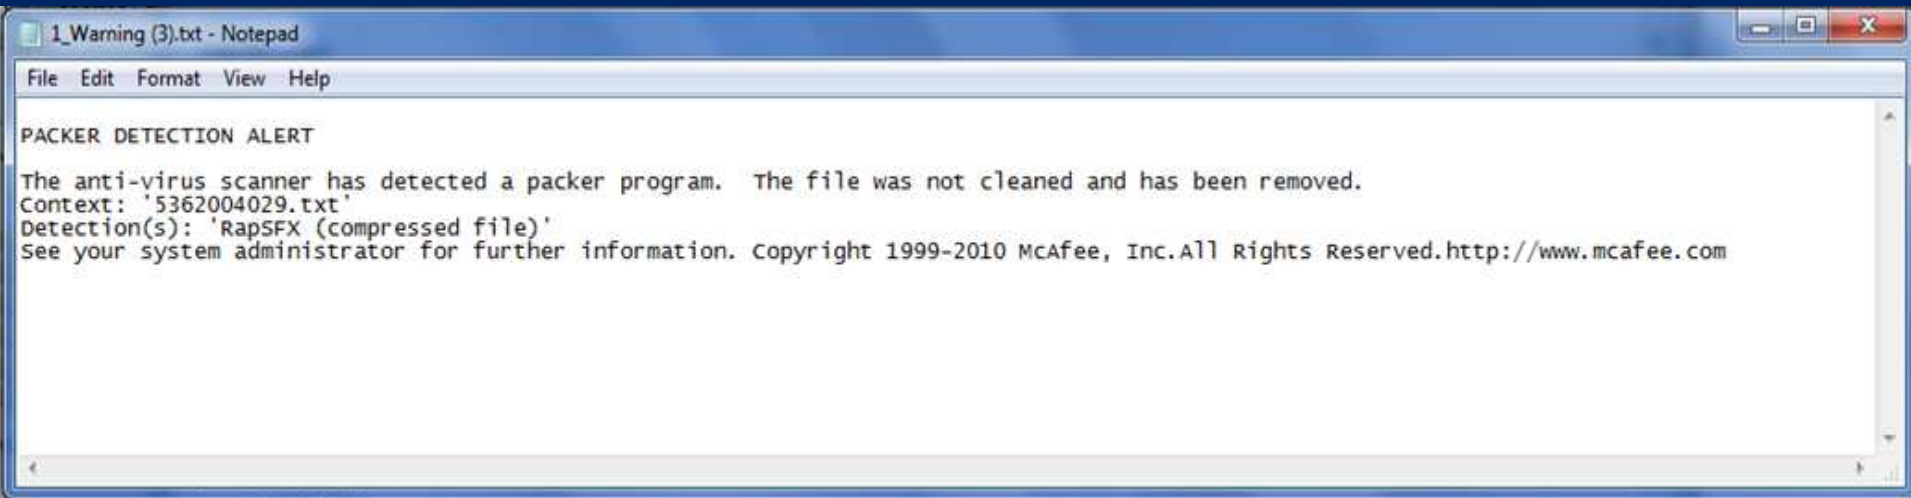 1_Warning (3).txt - Notepad
File Edit Format View Help
PACKER DETECTION ALERT
The anti-virus scanner has detected a packer program.  The file was not cleaned and has been removed.
Context: '5362004029.txt'
Detection(s): 'RapSFX (compressed file)'
See your system administrator for further information. Copyright 1999-2010 McAfee, Inc.All Rights Reserved.http://www.mcafee.com